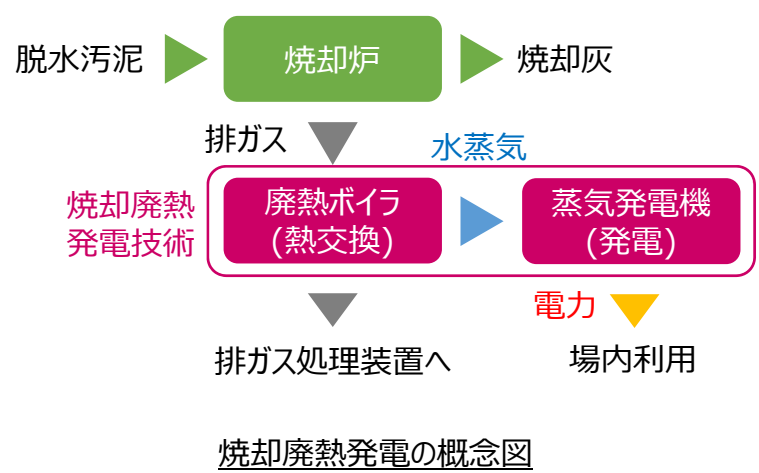 脱水汚泥
焼却炉
焼却灰
排ガス
水蒸気
焼却廃熱
発電技術
廃熱ボイラ
(熱交換)
蒸気発電機
(発電)
電力
排ガス処理装置へ
場内利用
焼却廃熱発電の概念図